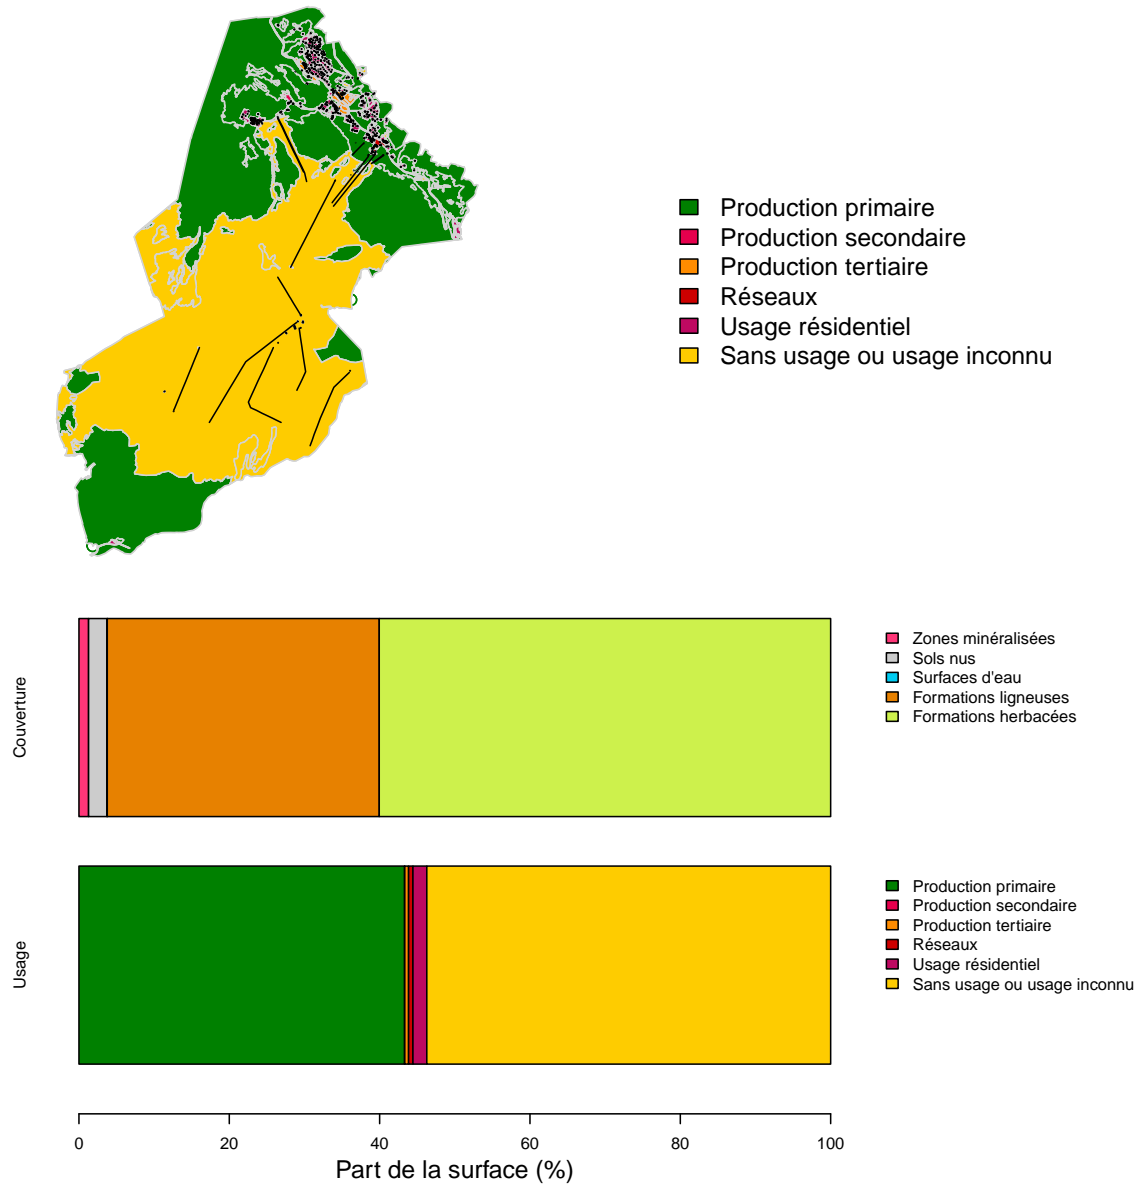 Production primaire
Production secondaire
Production tertiaire
Réseaux
Usage résidentiel
Sans usage ou usage inconnu
Couverture
Zones minéralisées
Sols nus
Surfaces d'eau
Formations ligneuses
Formations herbacées
Usage
Production primaire
Production secondaire
Production tertiaire
Réseaux
Usage résidentiel
Sans usage ou usage inconnu
0 20 40 60 80 100
Part de la surface (%)